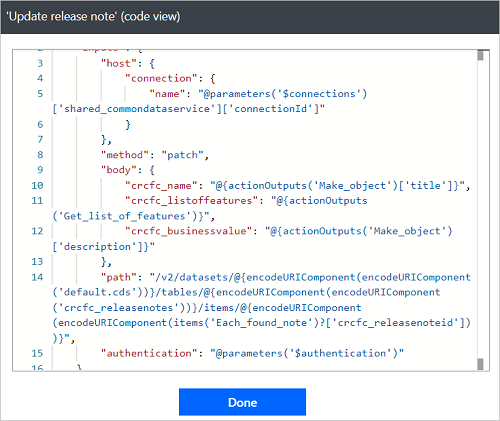 'Update release note' (code view)
2 "inputs": {
3 "host": {
4 "connection": {
5 "name": "@parameters('$connections')
['shared_commondataservice']['connectionId']"
6 }
7 },
8 "method": "patch",
9 "body": {
10 "crcfc_name": "@{actionOutputs('Make_object')['title']}",
11 "crcfc_listoffeatures": "@{actionOutputs
('Get_list_of_features')}",
12 "crcfc_businessvalue": "@{actionOutputs('Make_object')
['description']}"
13 },
14 "path": "/v2/datasets/@{encodeURIComponent(encodeURIComponent
('default.cds'))}/tables/@{encodeURIComponent(encodeURIComponent
('crcfc_releasenotes'))}/items/@{encodeURIComponent
(encodeURIComponent(items('Each_found_note')?['crcfc_releasenoteid'])
)}",
15 "authentication": "@parameters('$authentication')"
16 }
Done